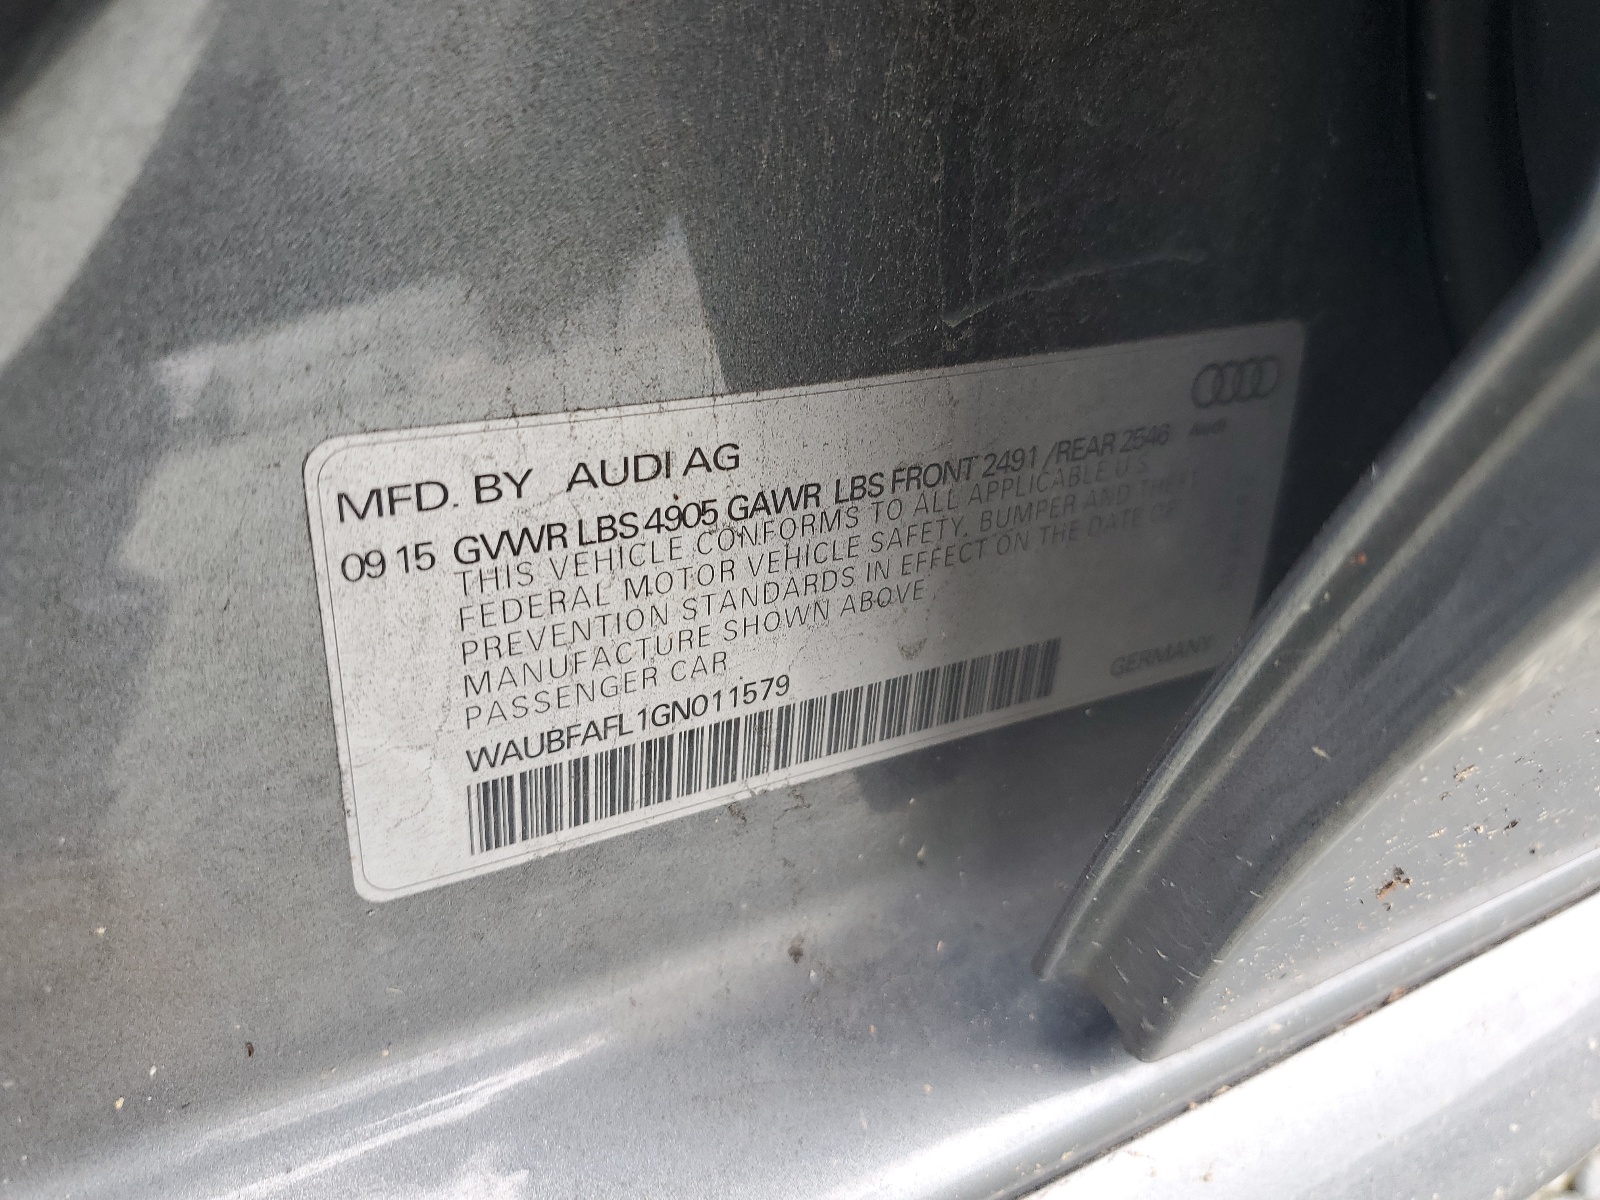 MFD. BY AUDI AG
09 15 GVWR LBS 4905 GAWR LBS FRONT 2491 /REAR 2546
Audi
THIS VEHICLE CONFORMS TO ALL APPLICABLE U.S
FEDERAL MOTOR VEHICLE SAFETY, BUMPER AND THEFT
PREVENTION STANDARDS IN EFFECT ON THE DATE OF
MANUFACTURE SHOWN ABOVE
PASSENGER CAR
WAUBFAFL1GN011579
GERMANY